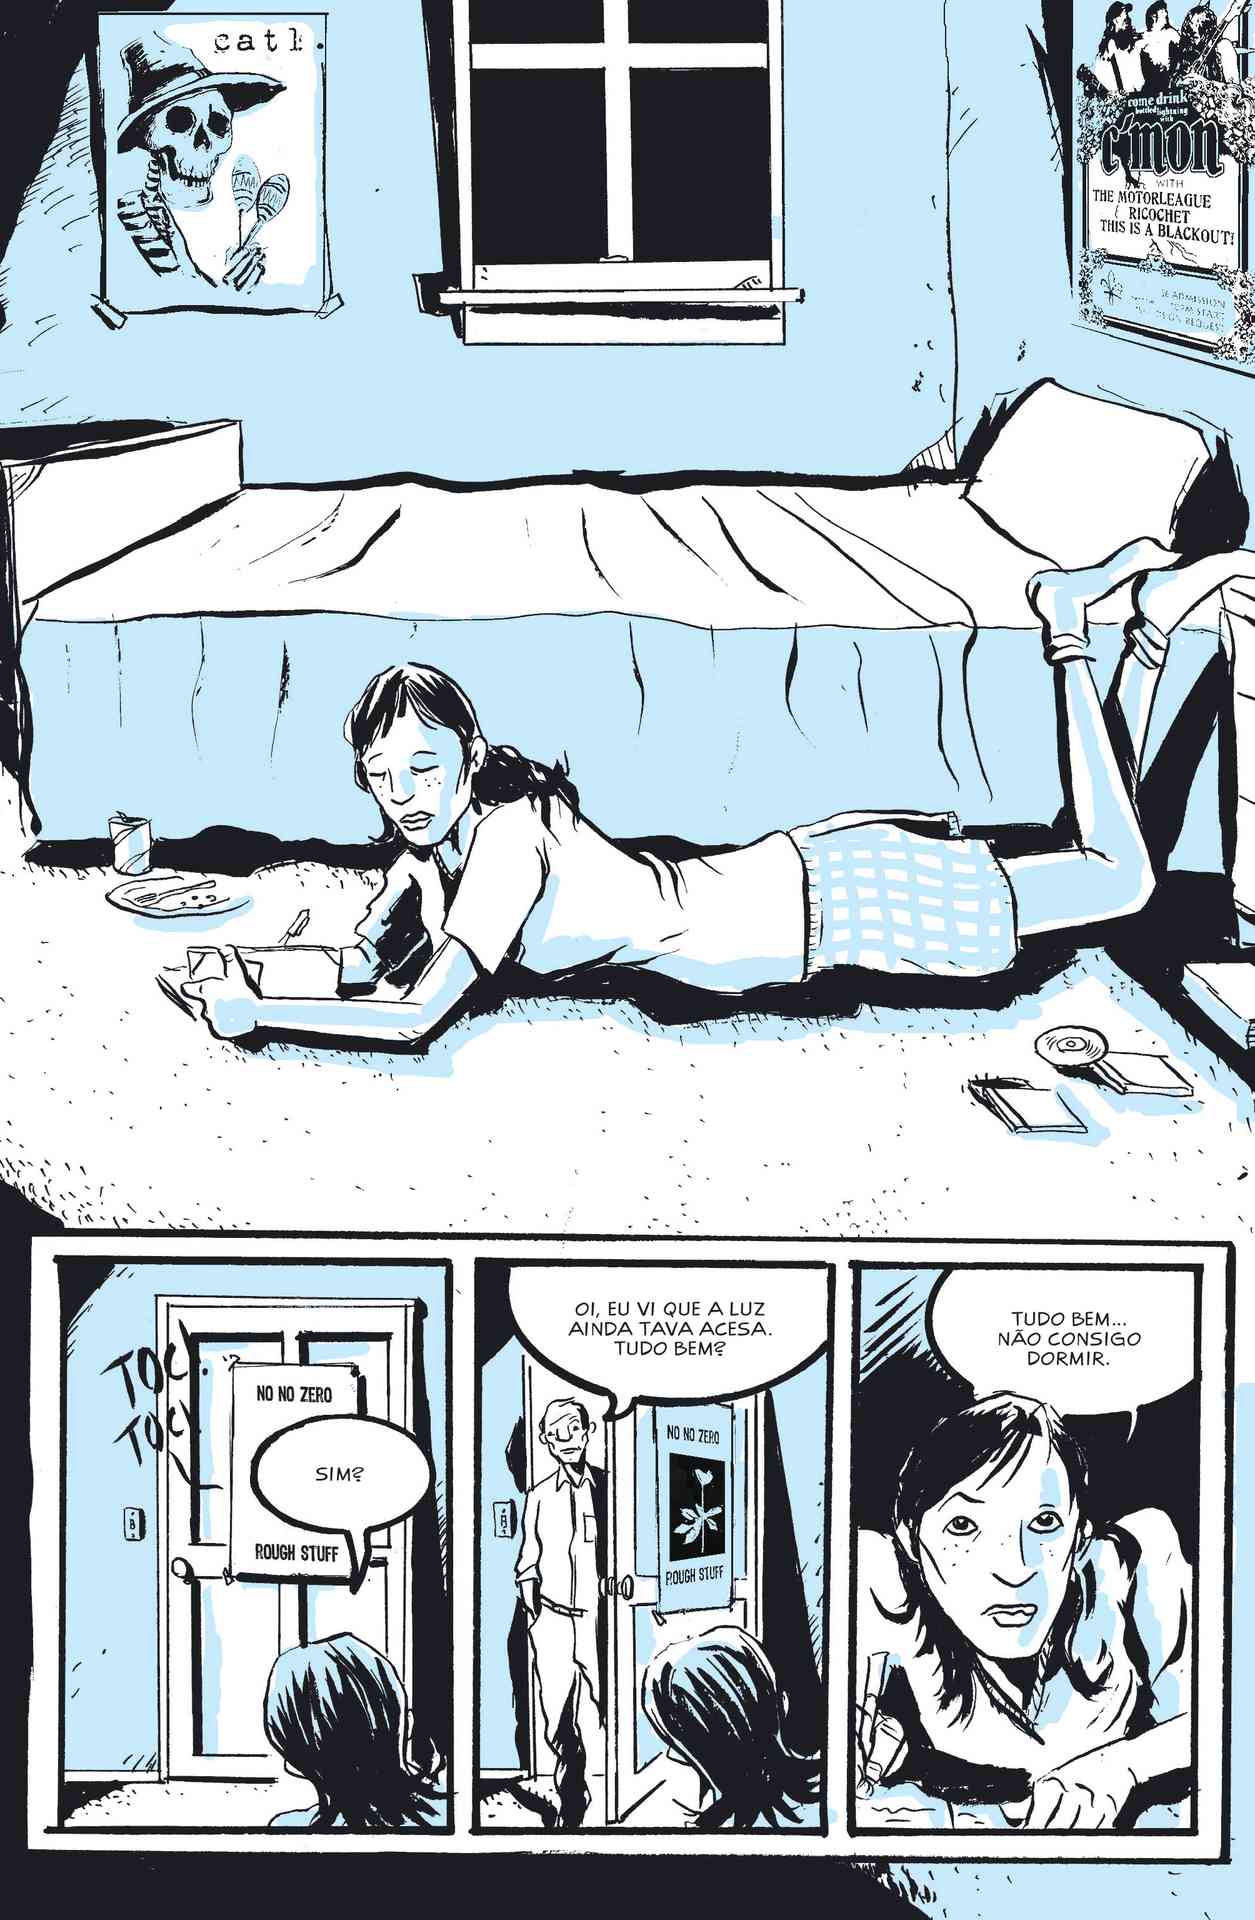 catl.
come drink
bottled lightning
with
c'mon
WITH
THE MOTORLEAGUE
RICOCHET
THIS IS A BLACKOUT!
ADMISSION
START
REQUEST
TOC
TOC
NO NO ZERO
SIM?
ROUGH STUFF
OI, EU VI QUE A LUZ
AINDA TAVA ACESA.
TUDO BEM?
NO NO ZERO
ROUGH STUFF
TUDO BEM...
NÃO CONSIGO
DORMIR.